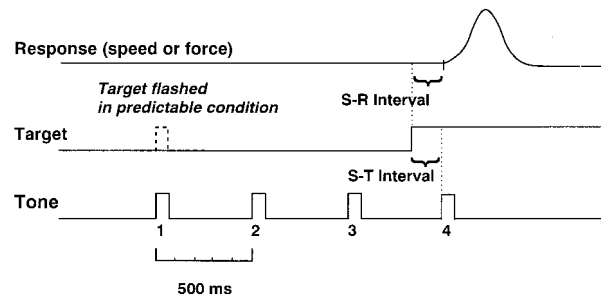 Response (speed or force)
Target flashed
in predictable condition
S-R Interval
Target
S-T Interval
Tone
1 2 3 4
500 ms